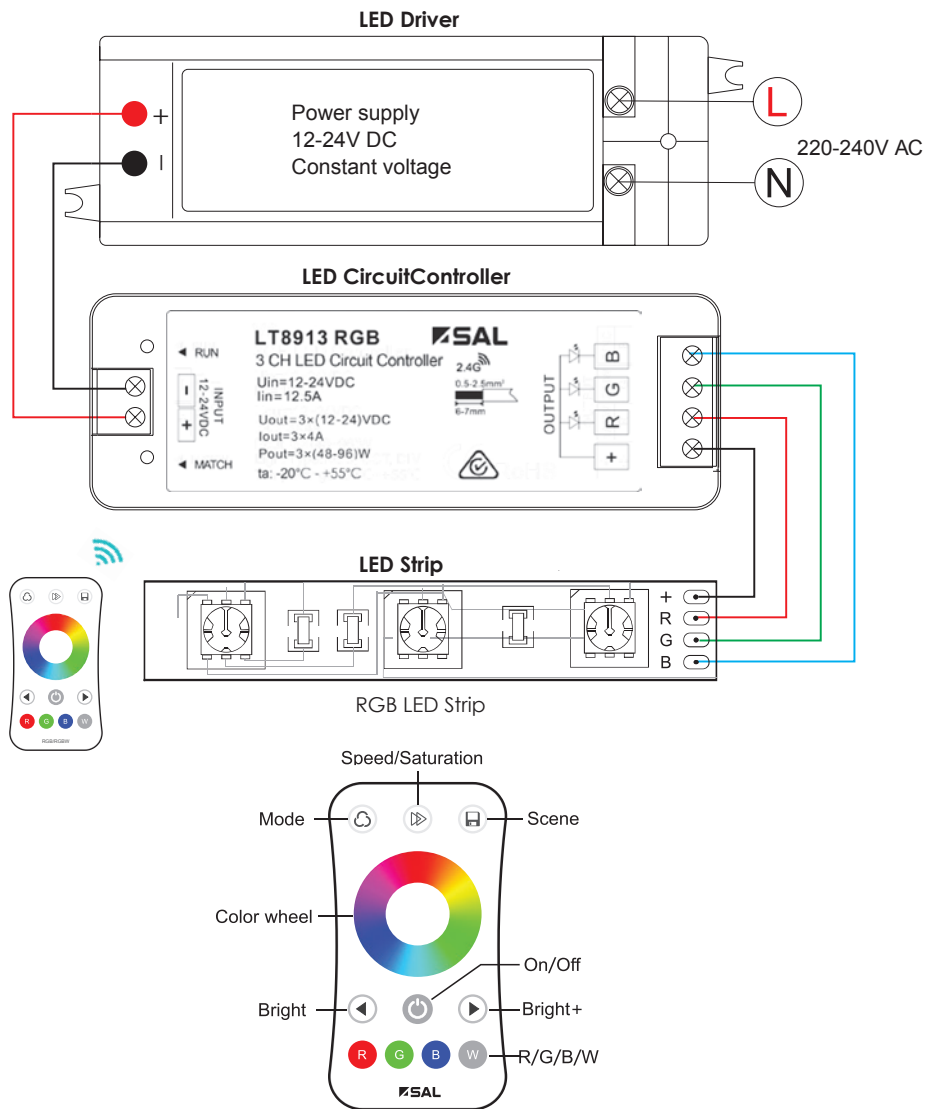 LED Driver
+
Power supply
12-24V DC
Constant voltage
L
220-240V AC
N
LED CircuitController
LT8913 RGB
SAL
3 CH LED Circuit Controller
RUN
2.4G
Uin=12-24VDC
Iin=12.5A
0.5-2.5mm²
6-7mm
INPUT
12-24VDC
-
+
Uout=3×(12-24)VDC
Iout=3×4A
Pout=3×(48-96)W
ta: -20°C - +55°C
MATCH
OUTPUT
B
G
R
+
LED Strip
+
R
G
B
RGB LED Strip
R G B W
RGB/RGBW
Speed/Saturation
Mode
Scene
Color wheel
On/Off
Bright
Bright+
R G B W
R/G/B/W
SAL